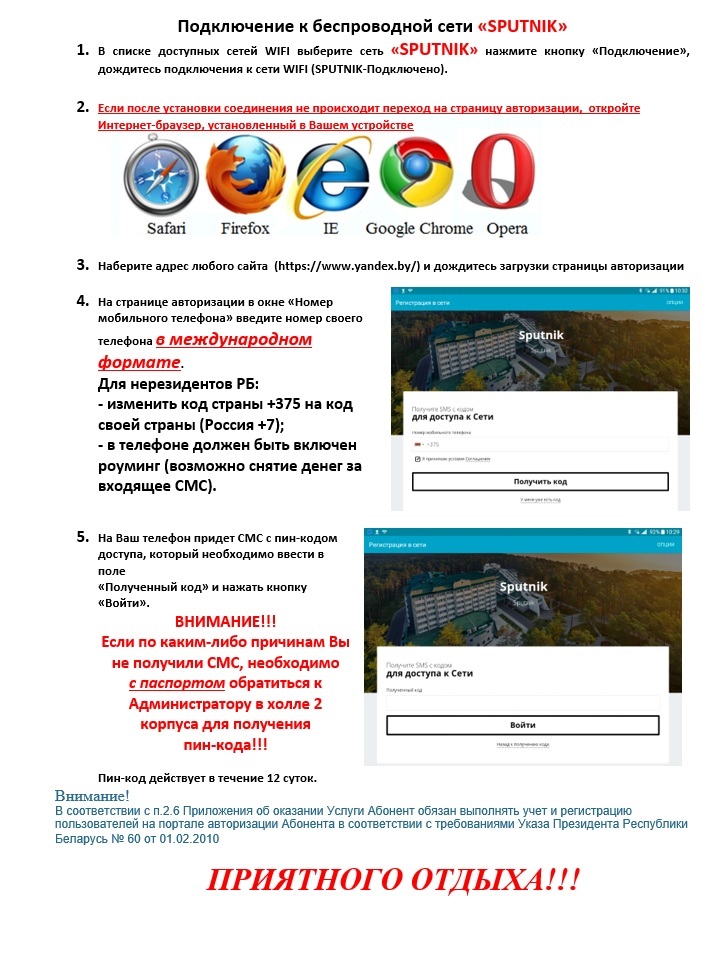 Подключение к беспроводной сети «SPUTNIK»
1. В списке доступных сетей WIFI выберите сеть «SPUTNIK» нажмите кнопку «Подключение»,
дождитесь подключения к сети WIFI (SPUTNIK-Подключено).
2. Если после установки соединения не происходит переход на страницу авторизации, откройте
Интернет-браузер, установленный в Вашем устройстве
Safari Firefox IE Google Chrome Opera
3. Наберите адрес любого сайта (https://www.yandex.by/) и дождитесь загрузки страницы авторизации
4. На странице авторизации в окне «Номер
мобильного телефона» введите номер своего
телефона в международном
формате.
Для нерезидентов РБ:
- изменить код страны +375 на код
своей страны (Россия +7);
- в телефоне должен быть включен
роуминг (возможно снятие денег за
входящее СМС).
91% 10:32
Регистрация в сети ОПЦИИ
Sputnik
Sputnik
Получите SMS с кодом
для доступа к Сети
Номер мобильного телефона
+375
Я принимаю условия Соглашения
Получить код
У меня уже есть код
5. На Ваш телефон придет СМС с пин-кодом
доступа, который необходимо ввести в
поле
«Полученный код» и нажать кнопку
«Войти».
ВНИМАНИЕ!!!
Если по каким-либо причинам Вы
не получили СМС, необходимо
с паспортом обратиться к
Администратору в холле 2
корпуса для получения
пин-кода!!!
Пин-код действует в течение 12 суток.
92% 10:29
Регистрация в сети ОПЦИИ
Sputnik
Sputnik
Получите SMS с кодом
для доступа к Сети
Полученный код
Войти
Назад к получению кода
Внимание!
В соответствии с п.2.6 Приложения об оказании Услуги Абонент обязан выполнять учет и регистрацию
пользователей на портале авторизации Абонента в соответствии с требованиями Указа Президента Республики
Беларусь № 60 от 01.02.2010
ПРИЯТНОГО ОТДЫХА!!!